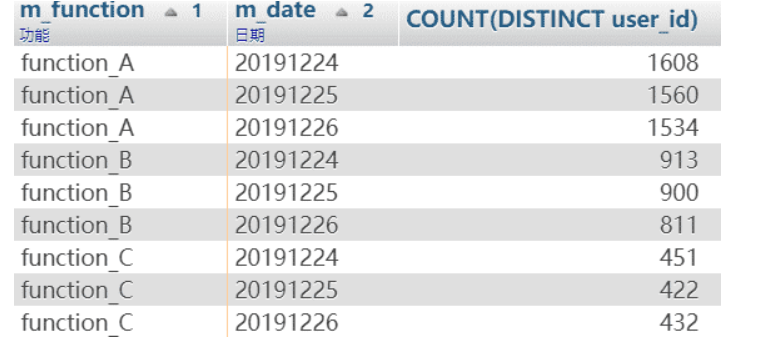 m_function 1 m_date 2 COUNT(DISTINCT user_id)
功能 日期
function_A 20191224 1608
function_A 20191225 1560
function_A 20191226 1534
function_B 20191224 913
function_B 20191225 900
function_B 20191226 811
function_C 20191224 451
function_C 20191225 422
function_C 20191226 432